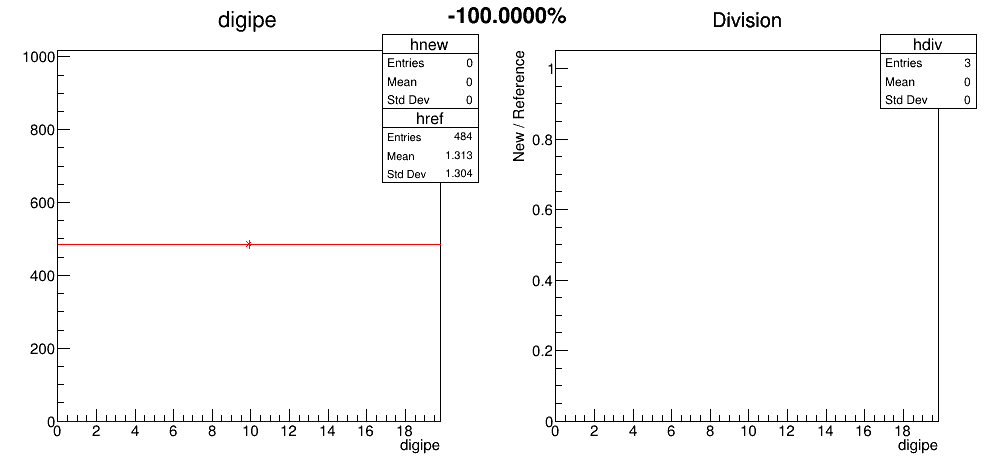 digipe
-100.0000%
Division
hnew
Entries 0
Mean 0
Std Dev 0
href
Entries 484
Mean 1.313
Std Dev 1.304
1000
800
600
400
200
0
0 2 4 6 8 10 12 14 16 18
digipe
hdiv
Entries 3
Mean 0
Std Dev 0
New / Reference
1
0.8
0.6
0.4
0.2
0
0 2 4 6 8 10 12 14 16 18
digipe